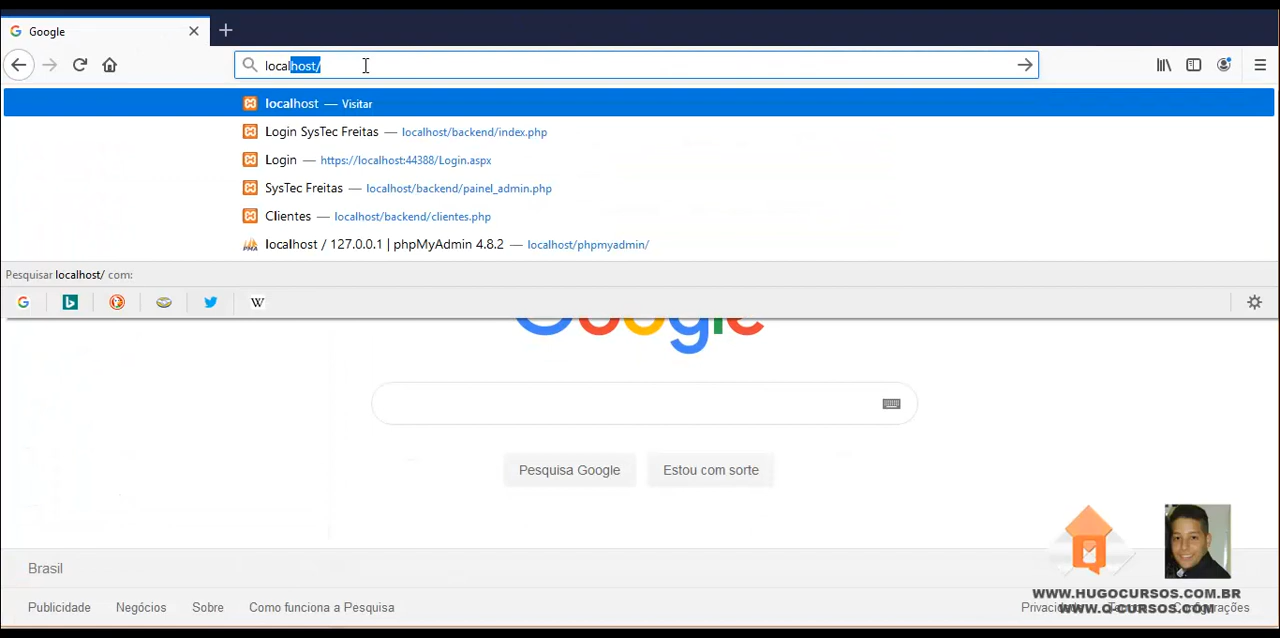 Google
localhost/
localhost — Visitar
Login SysTec Freitas — localhost/backend/index.php
Login — https://localhost:44388/Login.aspx
SysTec Freitas — localhost/backend/painel_admin.php
Clientes — localhost/backend/clientes.php
localhost / 127.0.0.1 | phpMyAdmin 4.8.2 — localhost/phpmyadmin/
Pesquisar localhost/ com:
Google
Pesquisa Google
Estou com sorte
Brasil
WWW.HUGOCURSOS.COM.BR
Publicidade
Negócios
Sobre
Como funciona a Pesquisa
WWW.Q-CURSOS.COM